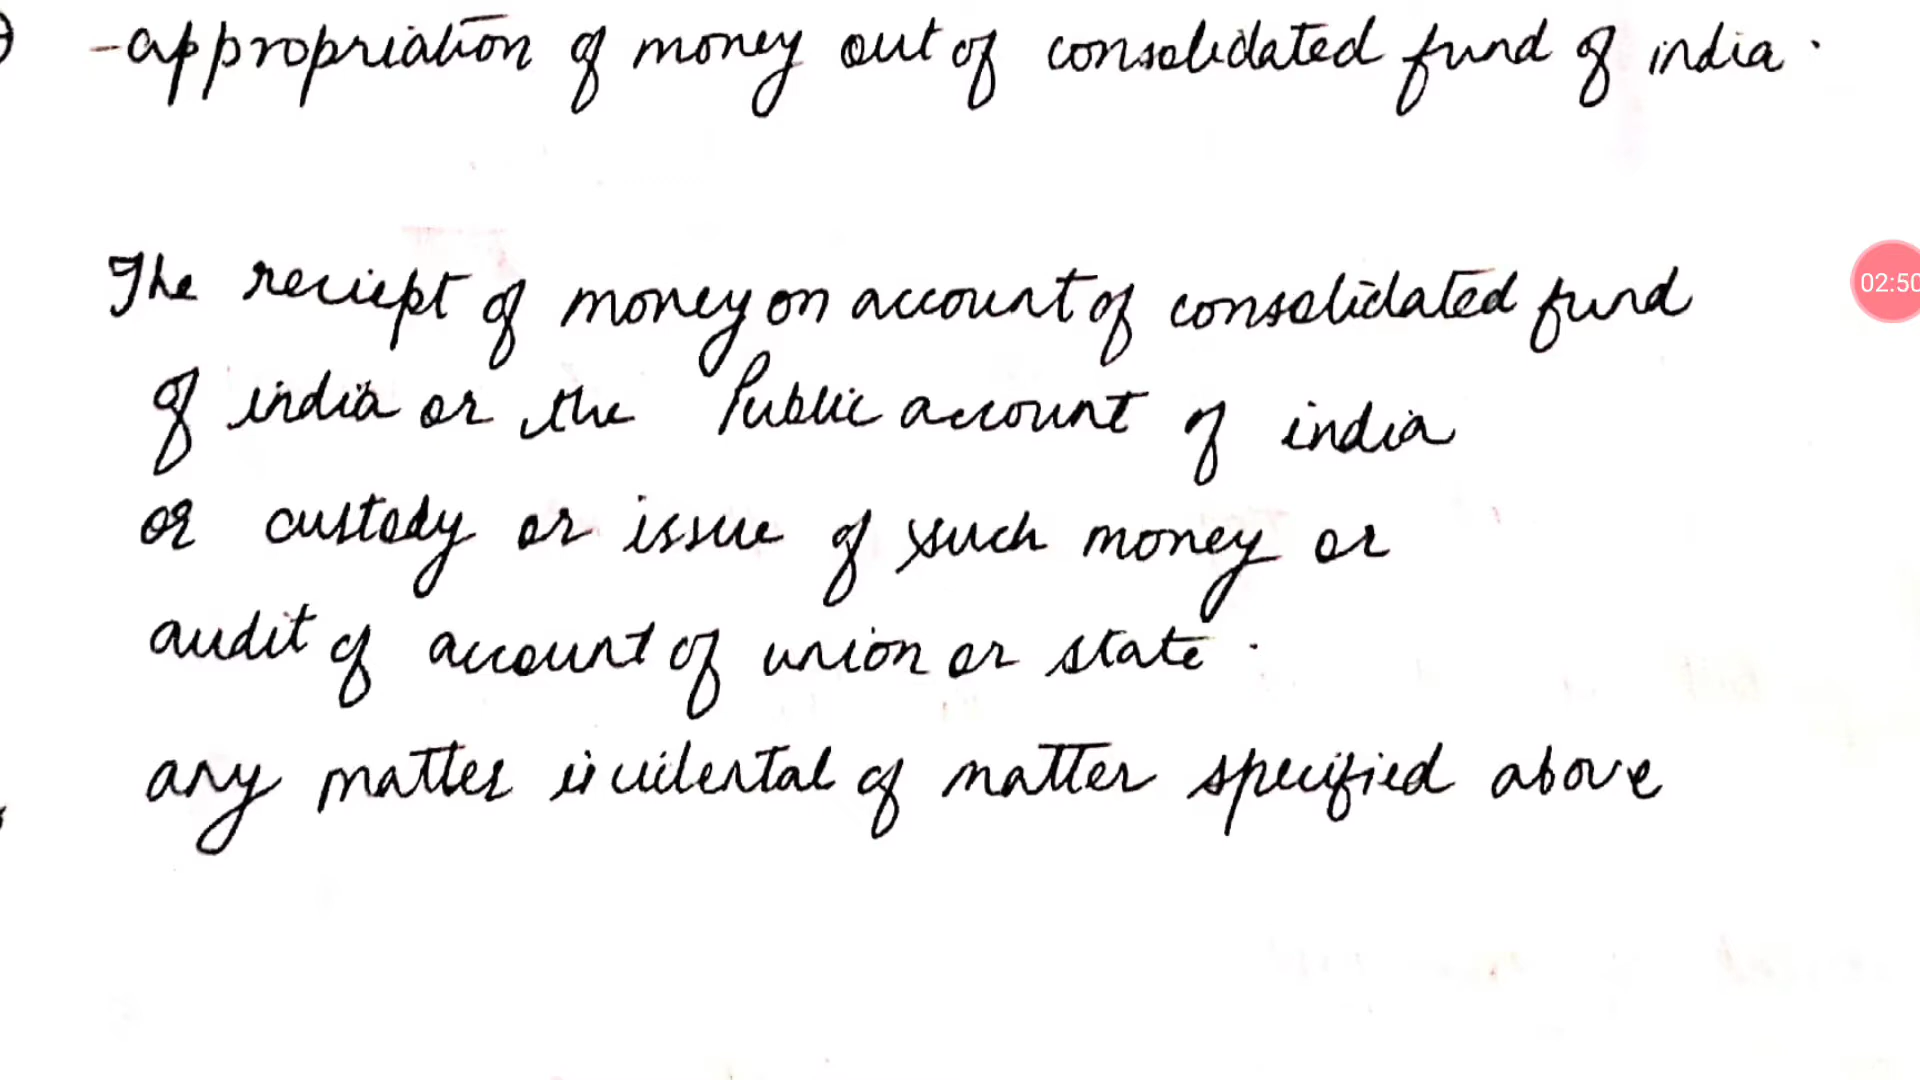 -appropriation of money out of consolidated fund of india.
The reciept of money on account of consolidated fund
02:50
of india or the Public account of india
or custody or issue of such money or
audit of account of union or state.
any matter incidental of matter specified above